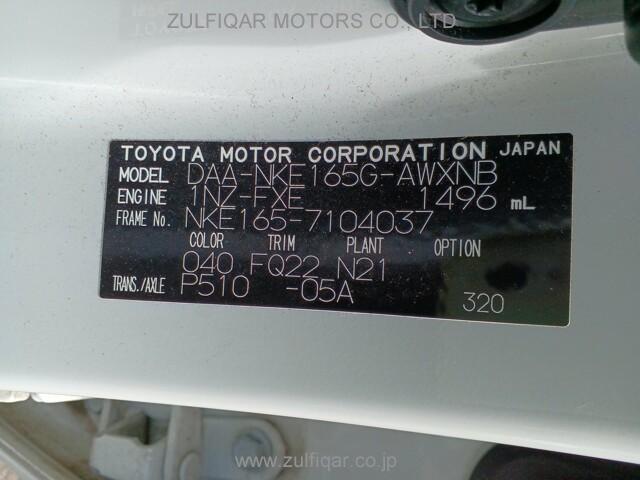 ZULFIQAR MOTORS CO., LTD.
TOYOTA MOTOR CORPORATION JAPAN
MODEL DAA-NKE165G-AWXNB
ENGINE 1NZ-FXE 1496 mL
FRAME No. NKE165-7104037
COLOR TRIM PLANT OPTION
040 FQ22 N21
TRANS./AXLE P510 -05A 320
www.zulfiqar.co.jp